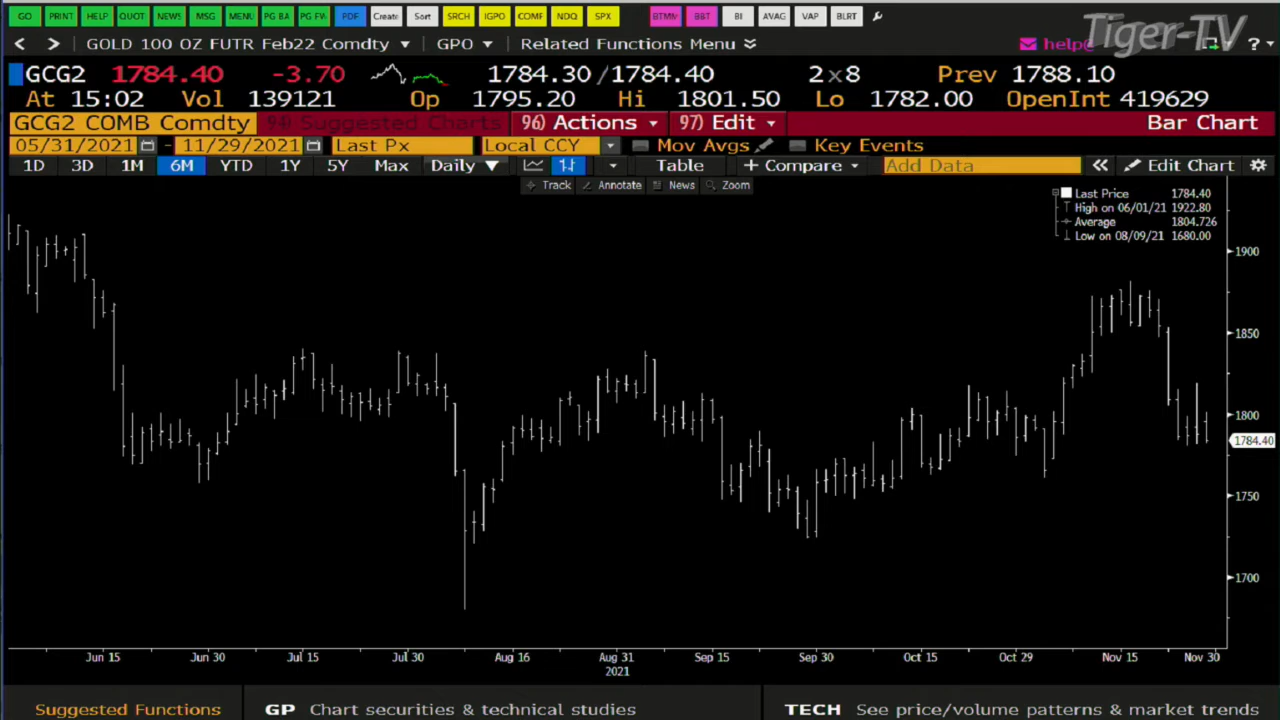 GO PRINT HELP QUOT NEWS MSG MENU PG BA PG FW PDF Create Sort SRCH IGPO COMF NDQ SPX BTMM BBT BI AVAG VAP BLRT
Tiger-TV
GOLD 100 OZ FUTR Feb22 Comdty GPO Related Functions Menu help ?
GCG2 1784.40 -3.70 1784.30 /1784.40 2 x 8 Prev 1788.10
At 15:02 Vol 139121 Op 1795.20 Hi 1801.50 Lo 1782.00 OpenInt 419629
GCG2 COMB Comdty 94) Suggested Charts 96) Actions 97) Edit Bar Chart
05/31/2021 - 11/29/2021 Last Px Local CCY Mov Avgs Key Events
1D 3D 1M 6M YTD 1Y 5Y Max Daily Table + Compare Add Data Edit Chart
Track Annotate News Zoom
Last Price 1784.40
High on 06/01/21 1922.80
Average 1804.726
Low on 08/09/21 1680.00
1900
1850
1800
1784.40
1750
1700
Jun 15 Jun 30 Jul 15 Jul 30 Aug 16 Aug 31 Sep 15 Sep 30 Oct 15 Oct 29 Nov 15 Nov 30
2021
Suggested Functions GP Chart securities & technical studies TECH See price/volume patterns & market trends